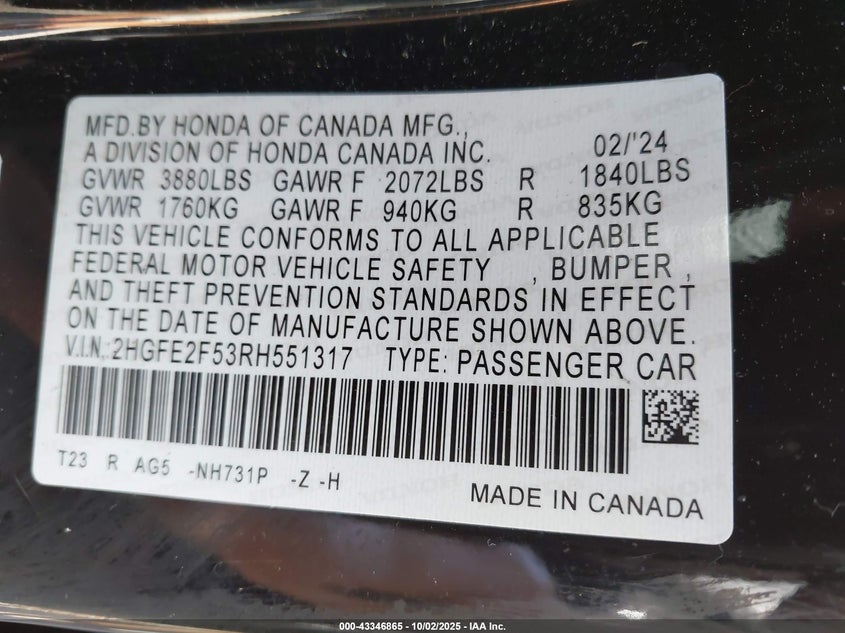 MFD.BY HONDA OF CANADA MFG.,
A DIVISION OF HONDA CANADA INC. 02/'24
GVWR 3880LBS GAWR F 2072LBS R 1840LBS
GVWR 1760KG GAWR F 940KG R 835KG
THIS VEHICLE CONFORMS TO ALL APPLICABLE
FEDERAL MOTOR VEHICLE SAFETY , BUMPER ,
AND THEFT PREVENTION STANDARDS IN EFFECT
ON THE DATE OF MANUFACTURE SHOWN ABOVE.
V.I.N.:2HGFE2F53RH551317 TYPE: PASSENGER CAR
T23 R AG5 -NH731P -Z -H
MADE IN CANADA
000-43346865 - 10/02/2025 - IAA Inc.